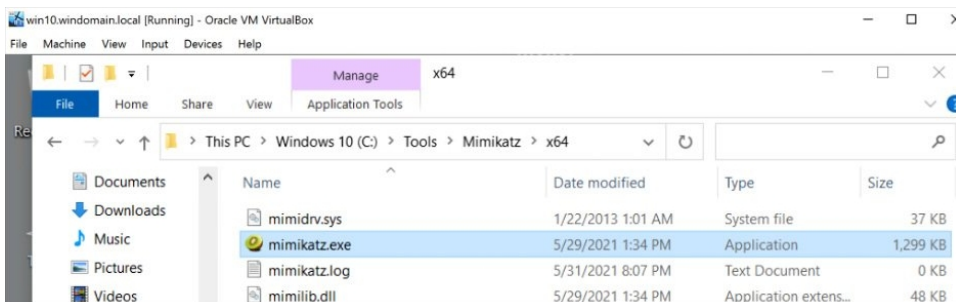 win10.windomain.local [Running] - Oracle VM VirtualBox
File Machine View Input Devices Help
Manage x64
File Home Share View Application Tools
This PC > Windows 10 (C:) > Tools > Mimikatz > x64
Documents Name Date modified Type Size
Downloads mimidrv.sys 1/22/2013 1:01 AM System file 37 KB
Music mimikatz.exe 5/29/2021 1:34 PM Application 1,299 KB
Pictures mimikatz.log 5/31/2021 8:07 PM Text Document 0 KB
Videos mimilib.dll 5/29/2021 1:34 PM Application extens... 48 KB